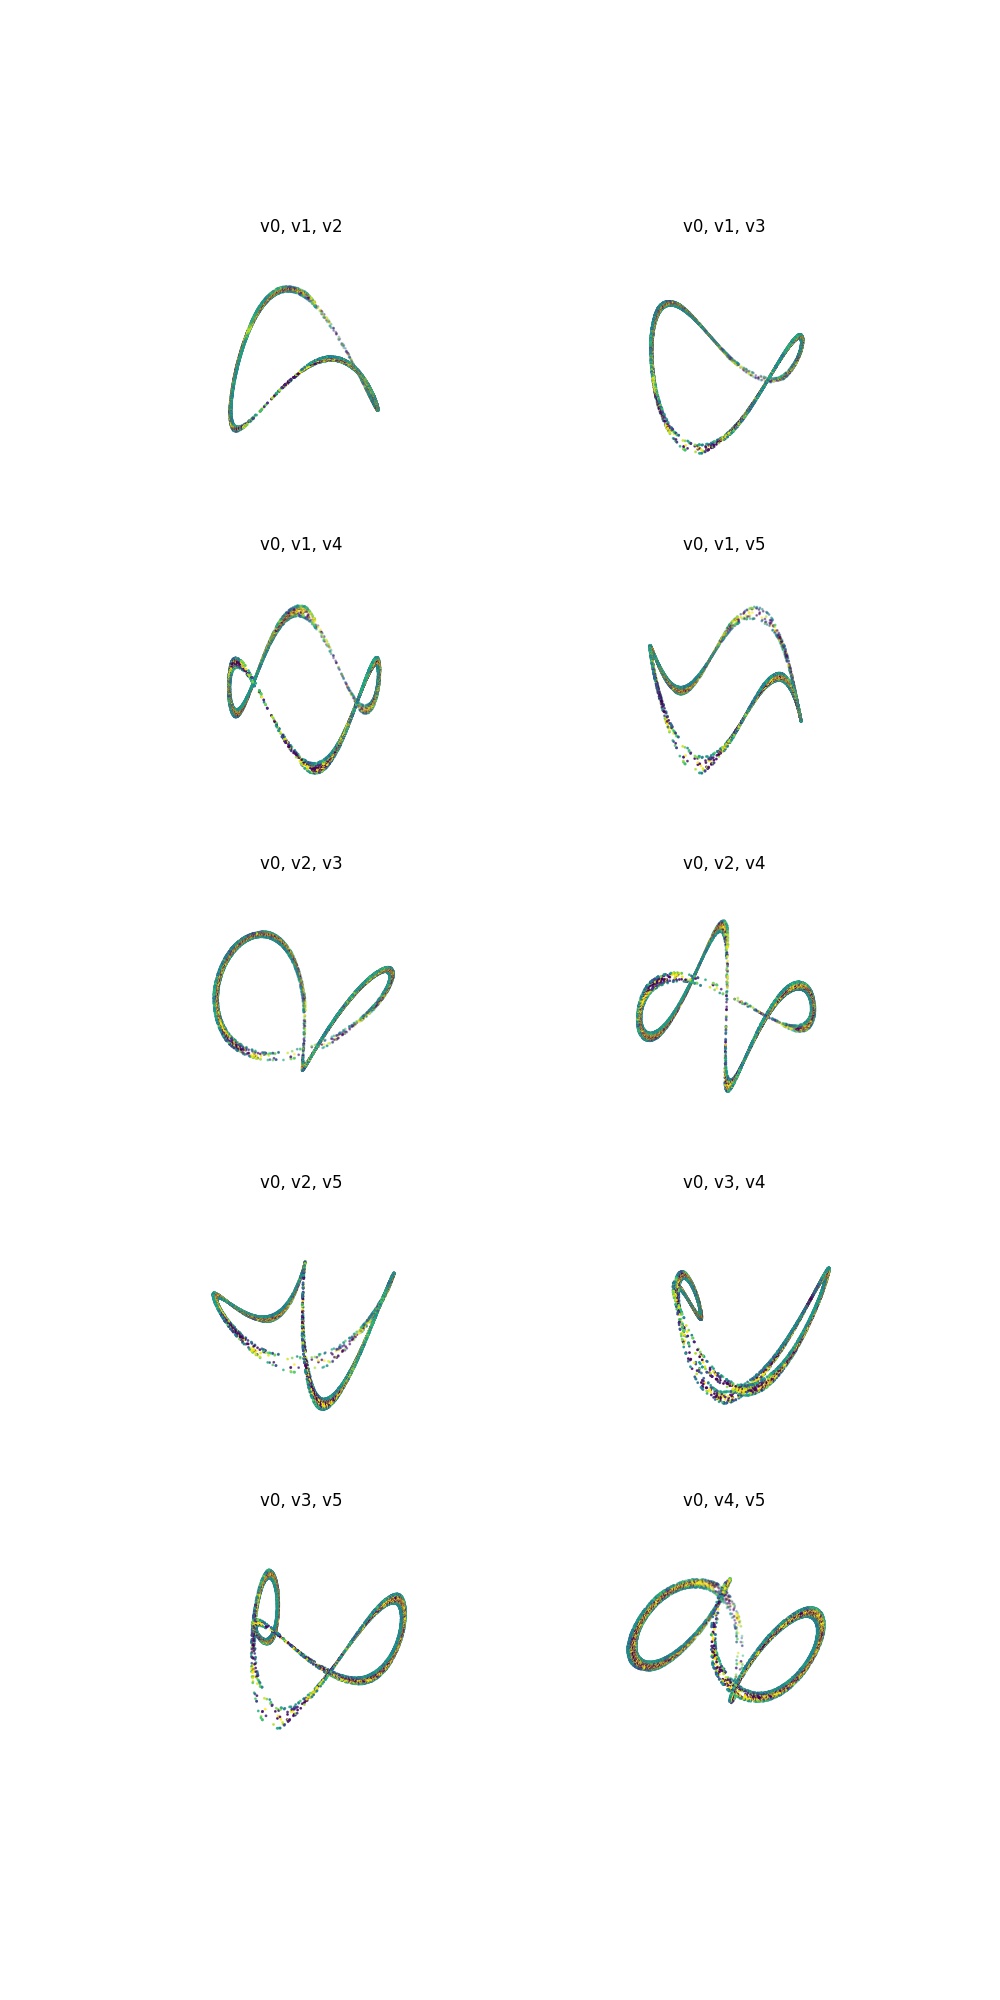 v0, v1, v2
v0, v1, v3
v0, v1, v4
v0, v1, v5
v0, v2, v3
v0, v2, v4
v0, v2, v5
v0, v3, v4
v0, v3, v5
v0, v4, v5